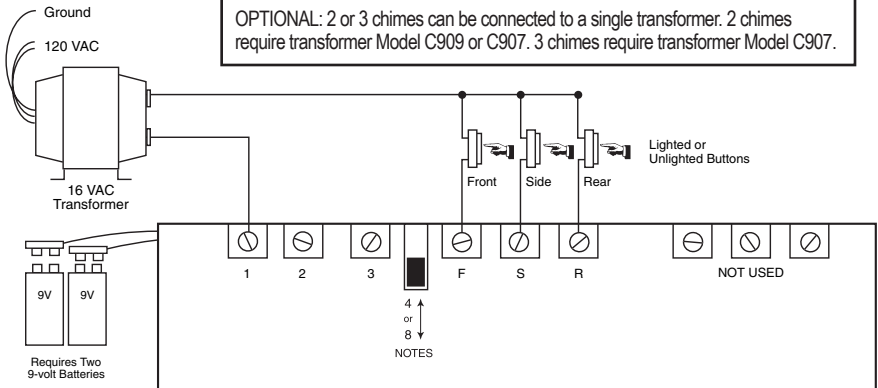 Ground
120 VAC
OPTIONAL: 2 or 3 chimes can be connected to a single transformer. 2 chimes
require transformer Model C909 or C907. 3 chimes require transformer Model C907.
Lighted or
Unlighted Buttons
Front
Side
Rear
16 VAC
Transformer
1
2
3
F
S
R
NOT USED
9V
9V
4
or
8
NOTES
Requires Two
9-volt Batteries